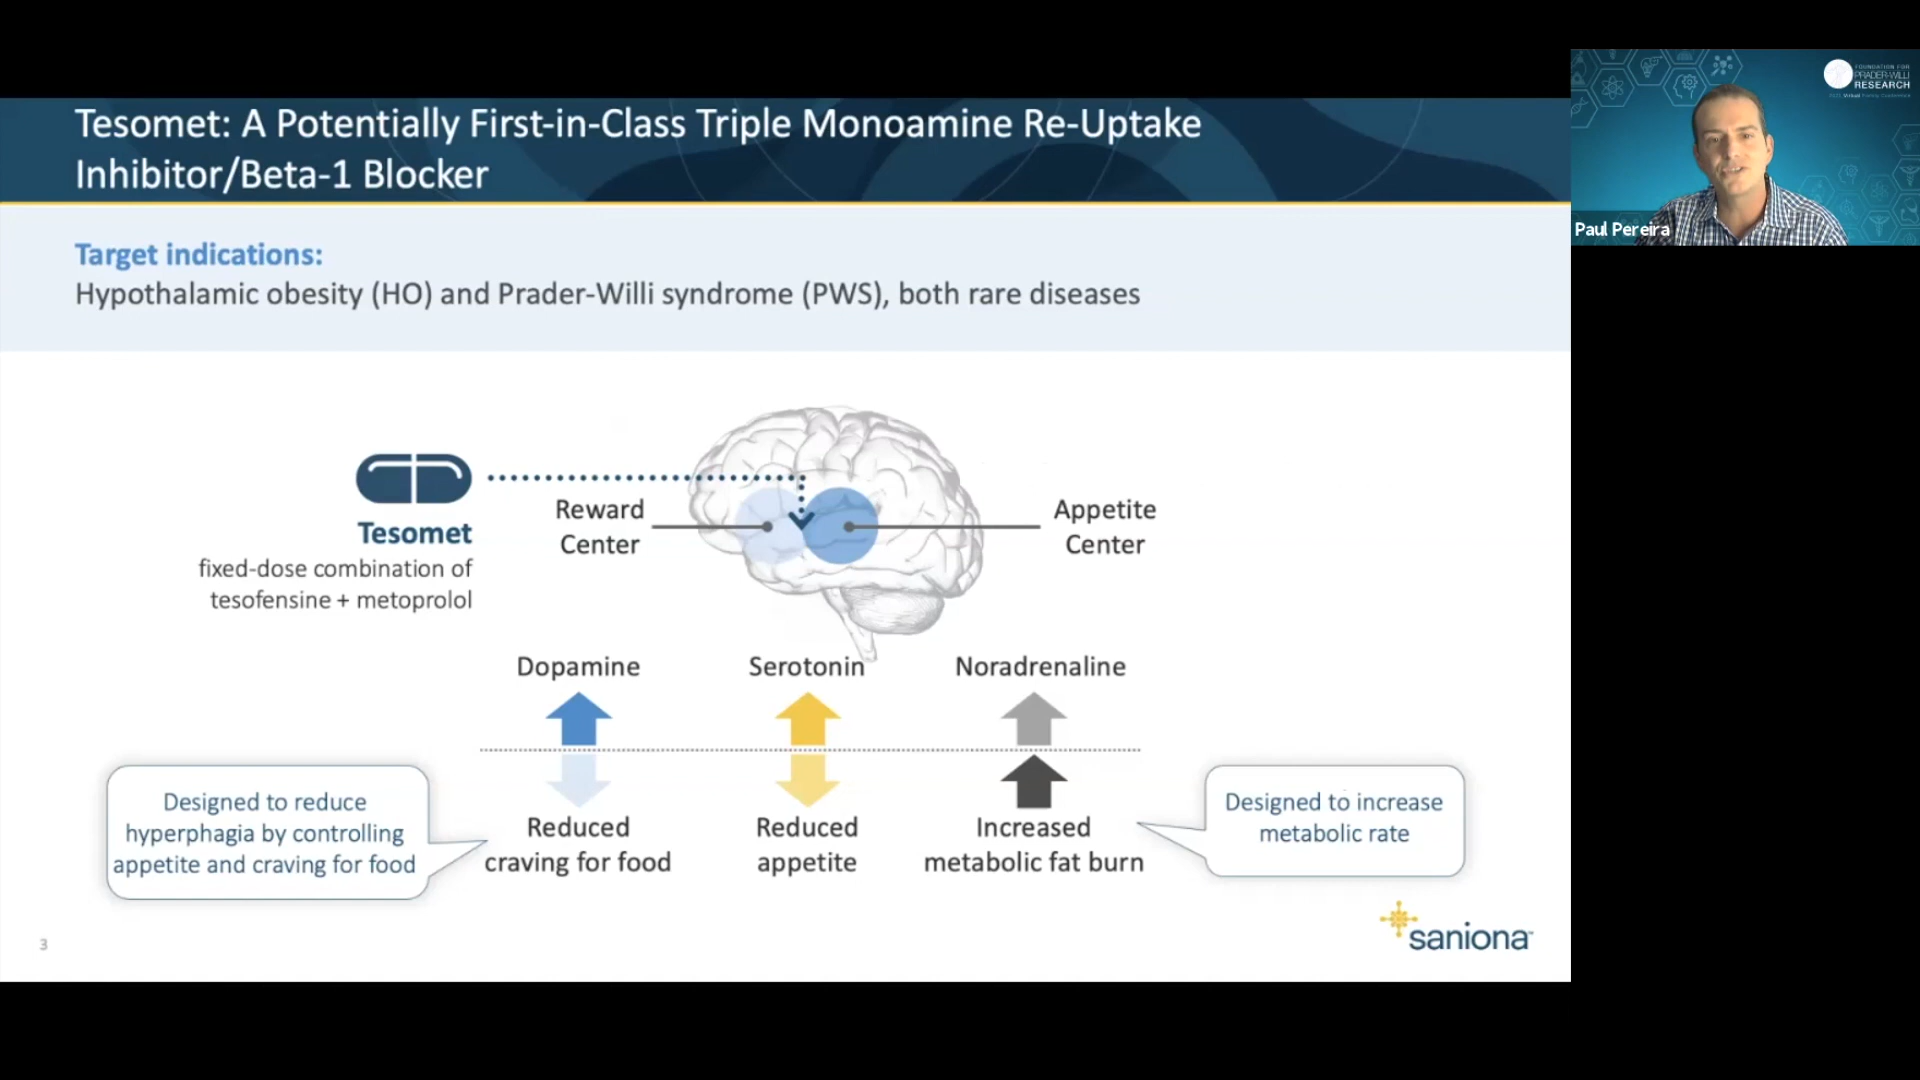 Tesomet: A Potentially First-in-Class Triple Monoamine Re-Uptake
Inhibitor/Beta-1 Blocker
FOUNDATION FOR
PRADER-WILLI
RESEARCH
Paul Pereira
Target indications:
Hypothalamic obesity (HO) and Prader-Willi syndrome (PWS), both rare diseases
Tesomet
fixed-dose combination of
tesofensine + metoprolol
Reward
Center
Appetite
Center
Dopamine
Serotonin
Noradrenaline
Designed to reduce
hyperphagia by controlling
appetite and craving for food
Reduced
craving for food
Reduced
appetite
Increased
metabolic fat burn
Designed to increase
metabolic rate
3
saniona